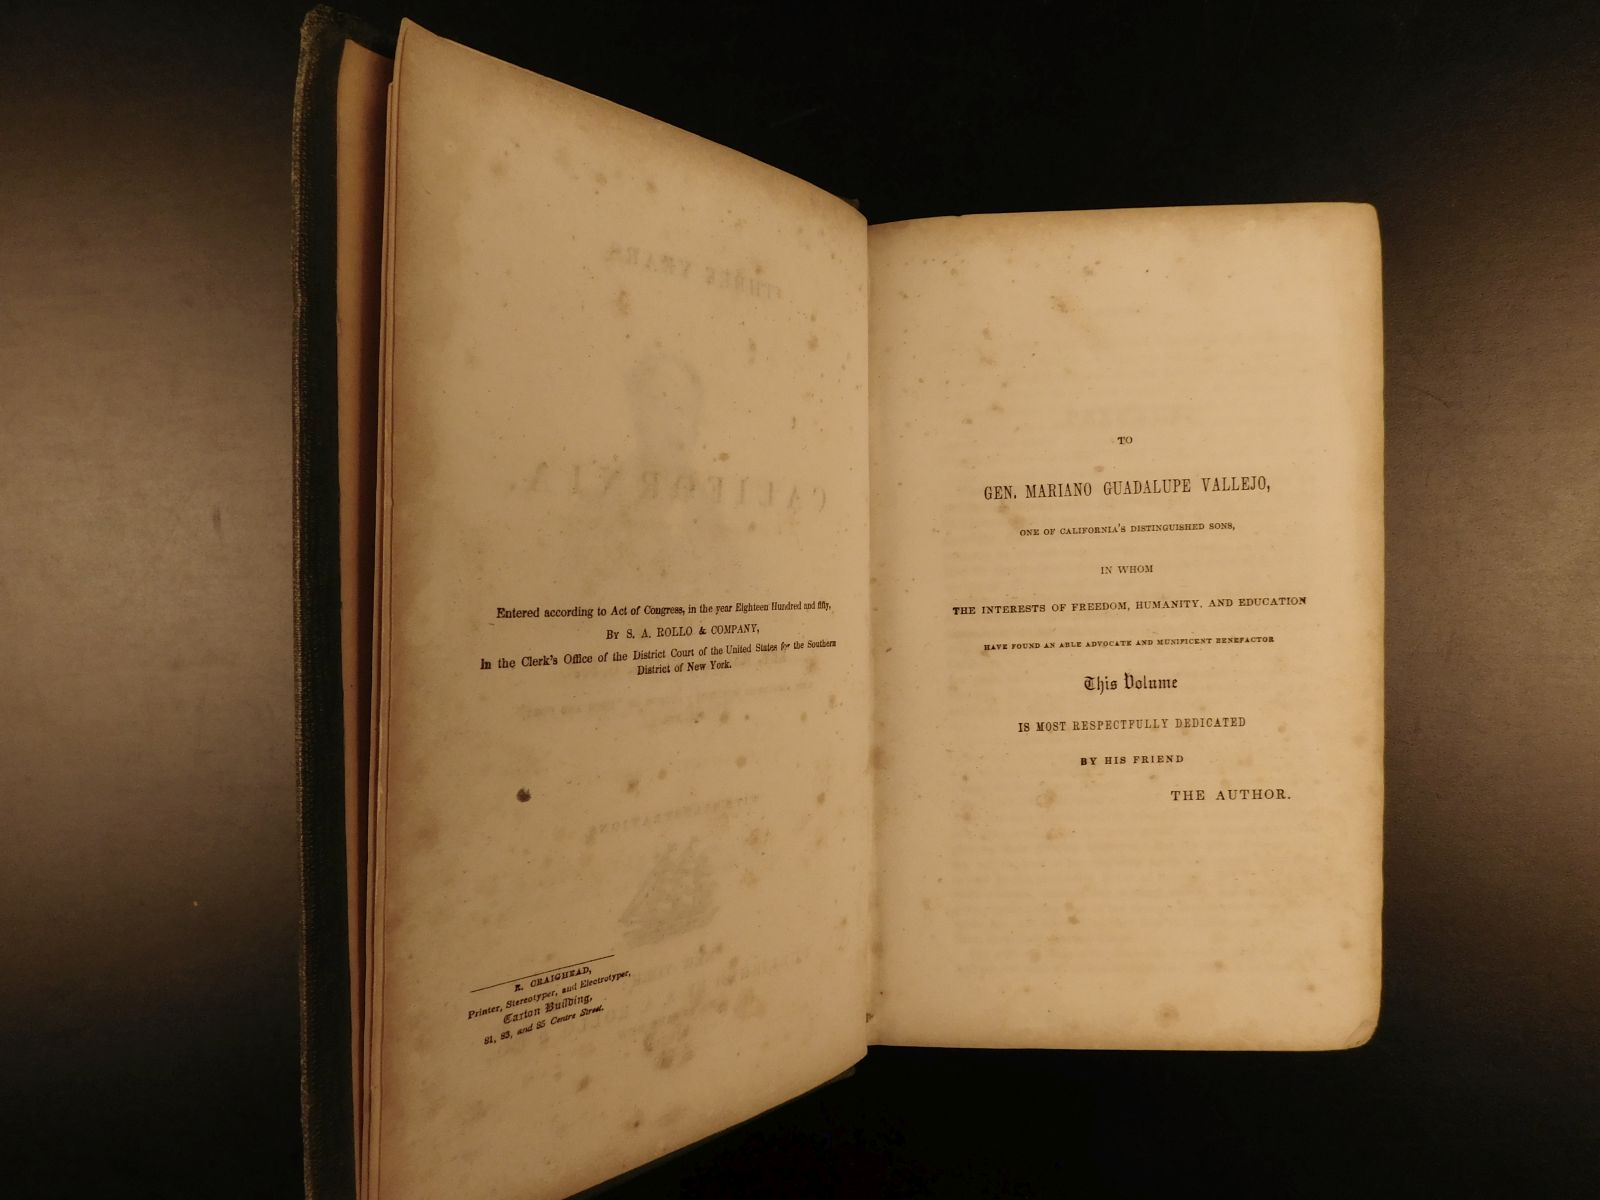 Entered according to Act of Congress, in the year Eighteen Hundred and fifty,
By S. A. ROLLO & COMPANY,
In the Clerk's Office of the District Court of the United States for the Southern
District of New York.
R. CRAIGHEAD,
Printer, Stereotyper, and Electrotyper,
Caxton Building,
81, 83, and 85 Centre Street.
TO
GEN. MARIANO GUADALUPE VALLEJO,
ONE OF CALIFORNIA'S DISTINGUISHED SONS,
IN WHOM
THE INTERESTS OF FREEDOM, HUMANITY, AND EDUCATION
HAVE FOUND AN ABLE ADVOCATE AND MUNIFICENT BENEFACTOR
This Volume
IS MOST RESPECTFULLY DEDICATED
BY HIS FRIEND
THE AUTHOR.